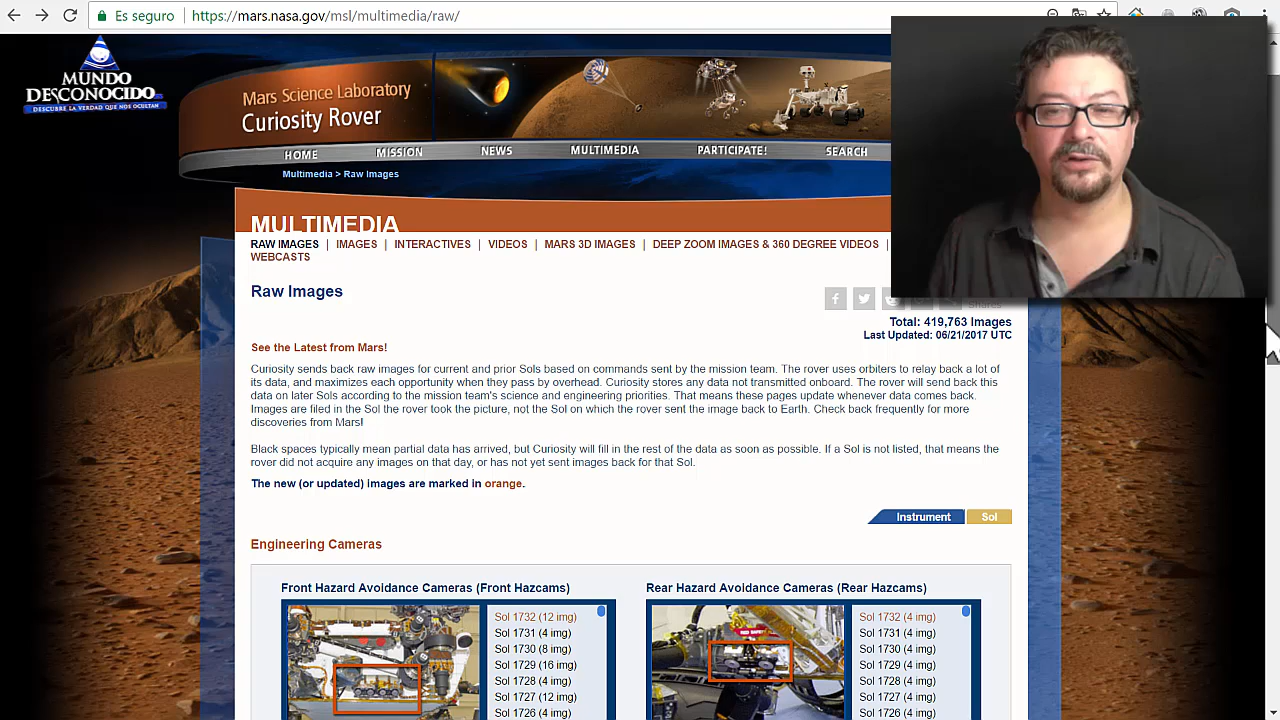 Es seguro
https://mars.nasa.gov/msl/multimedia/raw/
MUNDO
DESCONOCIDO
DESCUBRE LA VERDAD QUE NOS OCULTAN
Mars Science Laboratory
Curiosity Rover
HOME
MISSION
NEWS
MULTIMEDIA
PARTICIPATE!
SEARCH
Multimedia > Raw Images
MULTIMEDIA
RAW IMAGES | IMAGES | INTERACTIVES | VIDEOS | MARS 3D IMAGES | DEEP ZOOM IMAGES & 360 DEGREE VIDEOS |
WEBCASTS
Raw Images
Shares
Total: 419,763 Images
Last Updated: 06/21/2017 UTC
See the Latest from Mars!
Curiosity sends back raw images for current and prior Sols based on commands sent by the mission team. The rover uses orbiters to relay back a lot of
its data, and maximizes each opportunity when they pass by overhead. Curiosity stores any data not transmitted onboard. The rover will send back this
data on later Sols according to the mission team's science and engineering priorities. That means these pages update whenever data comes back.
Images are filed in the Sol the rover took the picture, not the Sol on which the rover sent the image back to Earth. Check back frequently for more
discoveries from Mars!
Black spaces typically mean partial data has arrived, but Curiosity will fill in the rest of the data as soon as possible. If a Sol is not listed, that means the
rover did not acquire any images on that day, or has not yet sent images back for that Sol.
The new (or updated) images are marked in orange.
Instrument
Sol
Engineering Cameras
Front Hazard Avoidance Cameras (Front Hazcams)
Sol 1732 (12 img)
Sol 1731 (4 img)
Sol 1730 (8 img)
Sol 1729 (16 img)
Sol 1728 (4 img)
Sol 1727 (12 img)
Sol 1726 (4 img)
Rear Hazard Avoidance Cameras (Rear Hazcams)
Sol 1732 (4 img)
Sol 1731 (4 img)
Sol 1730 (4 img)
Sol 1729 (4 img)
Sol 1728 (4 img)
Sol 1727 (4 img)
Sol 1726 (4 img)